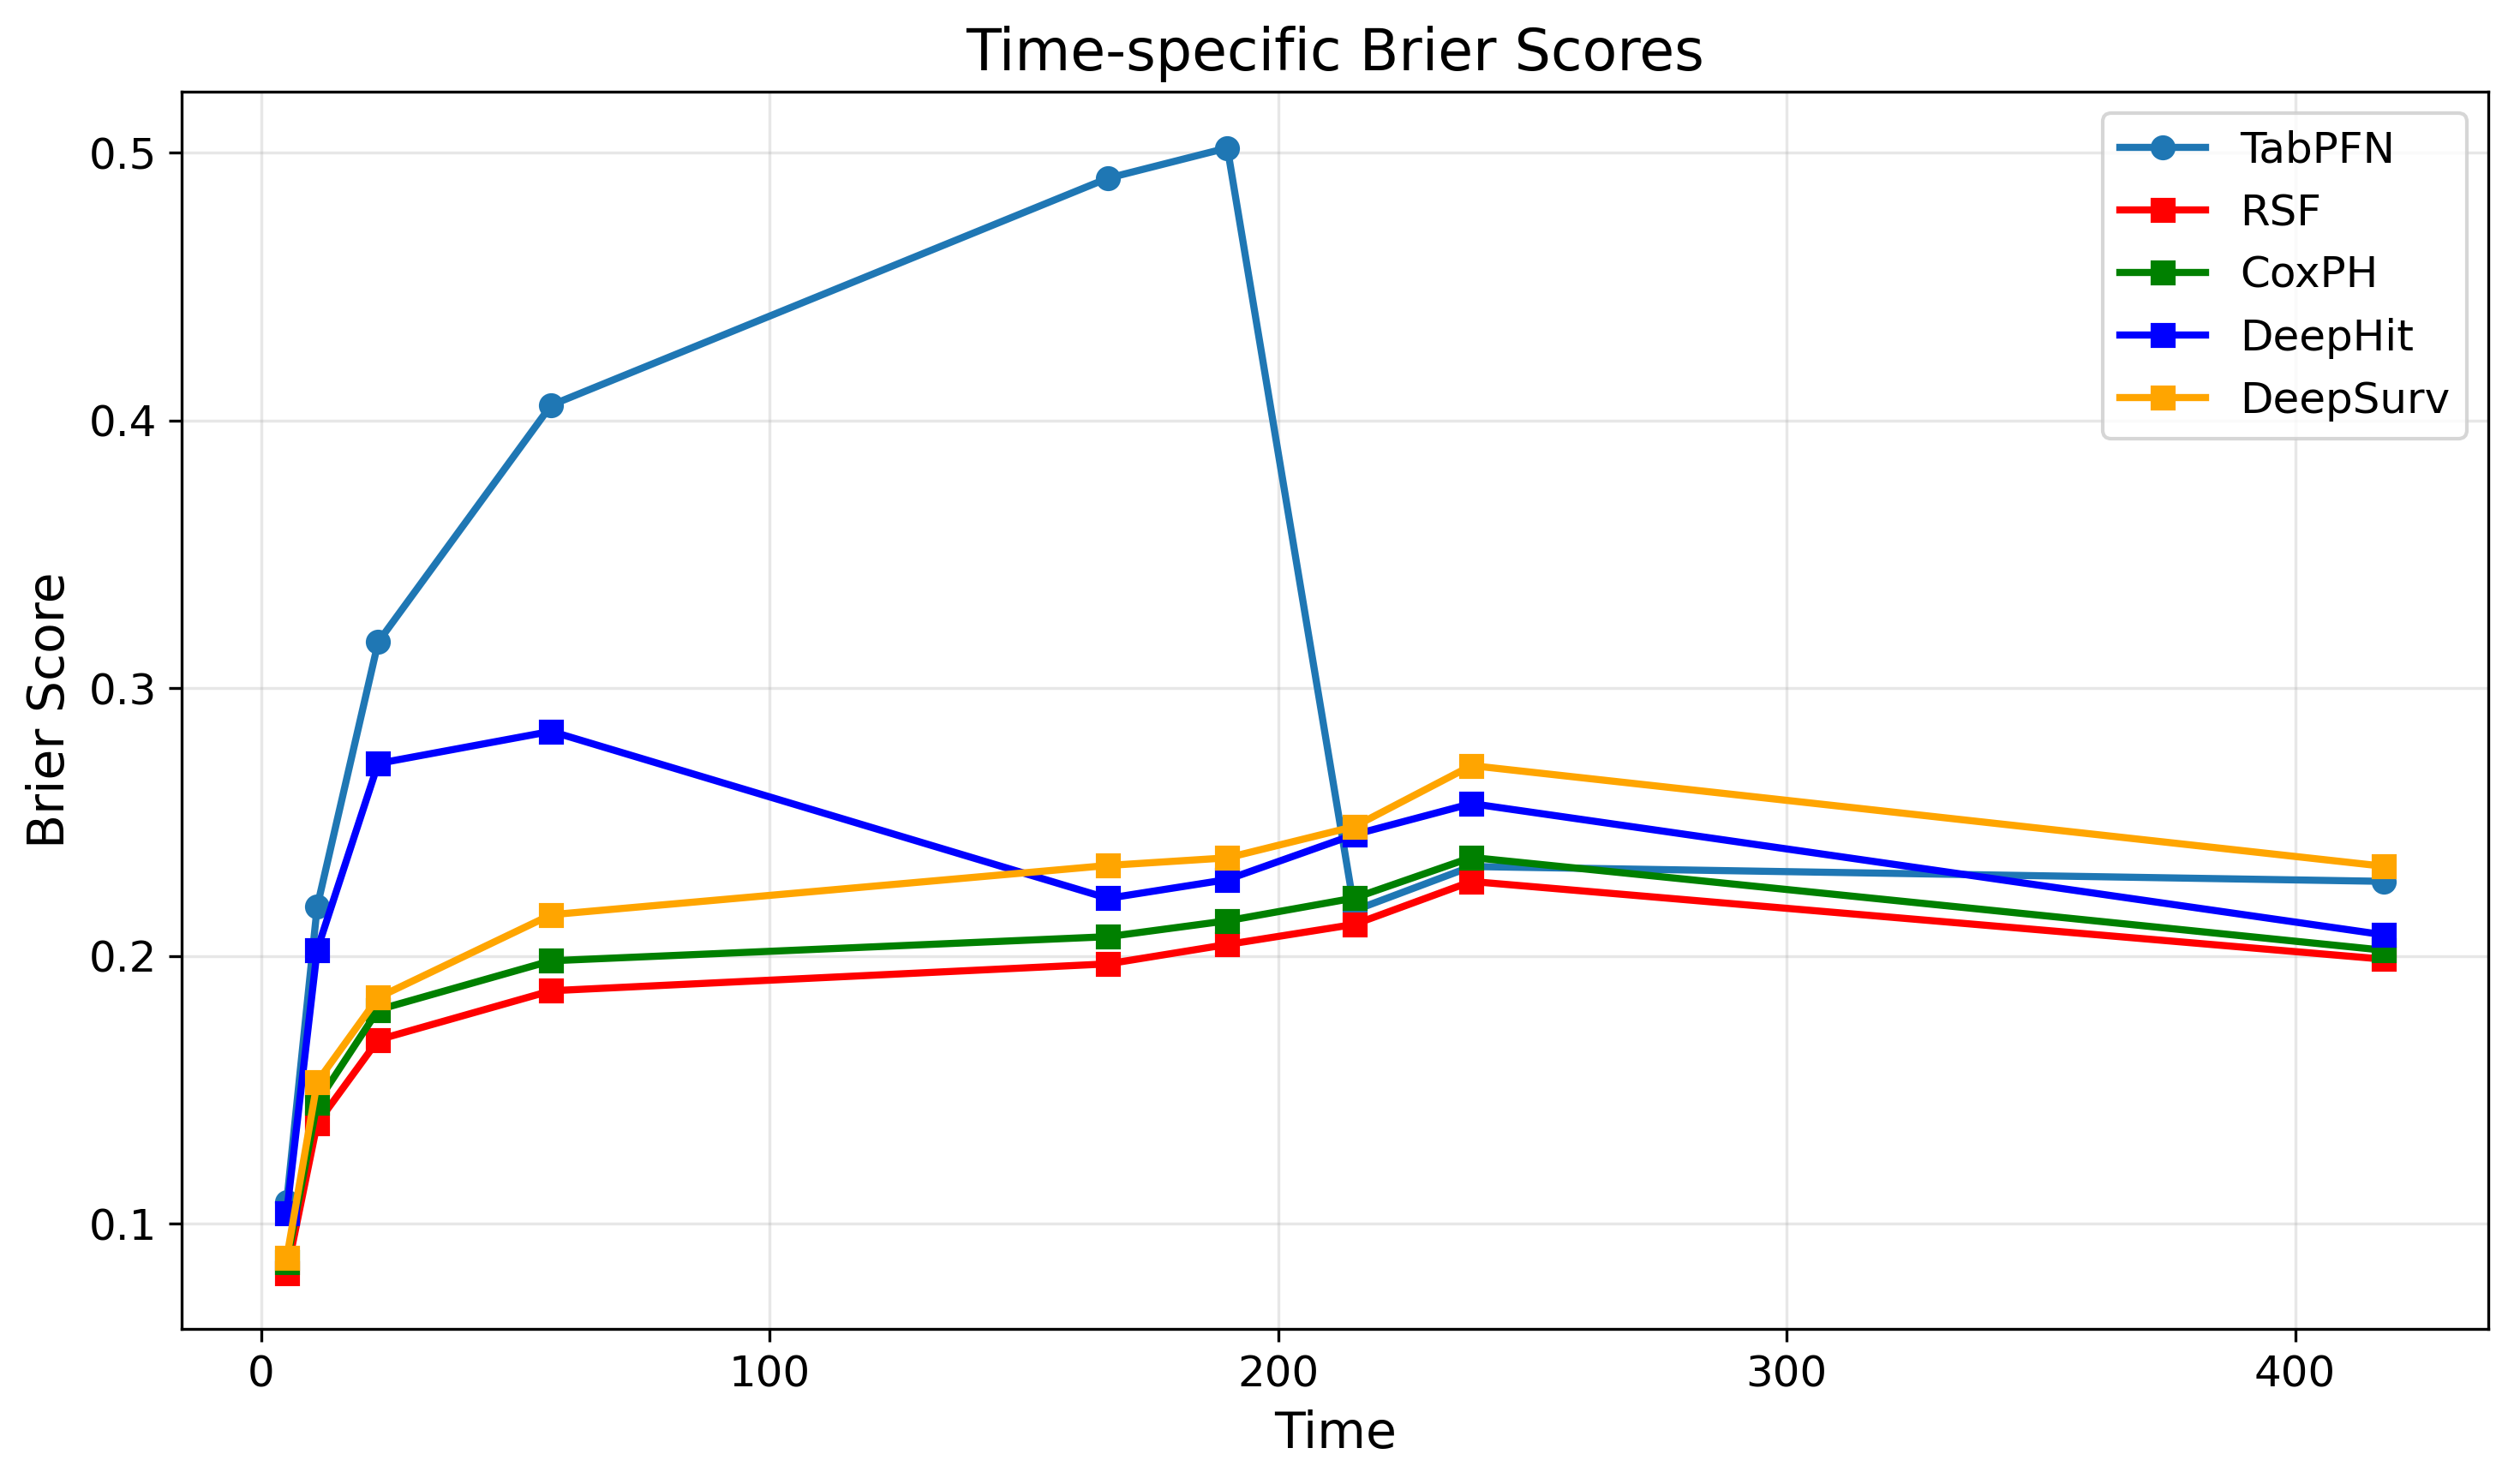 Time-specific Brier Scores
0.5
0.4
0.3
0.2
0.1
Brier Score
TabPFN
RSF
CoxPH
DeepHit
DeepSurv
0 100 200 300 400
Time